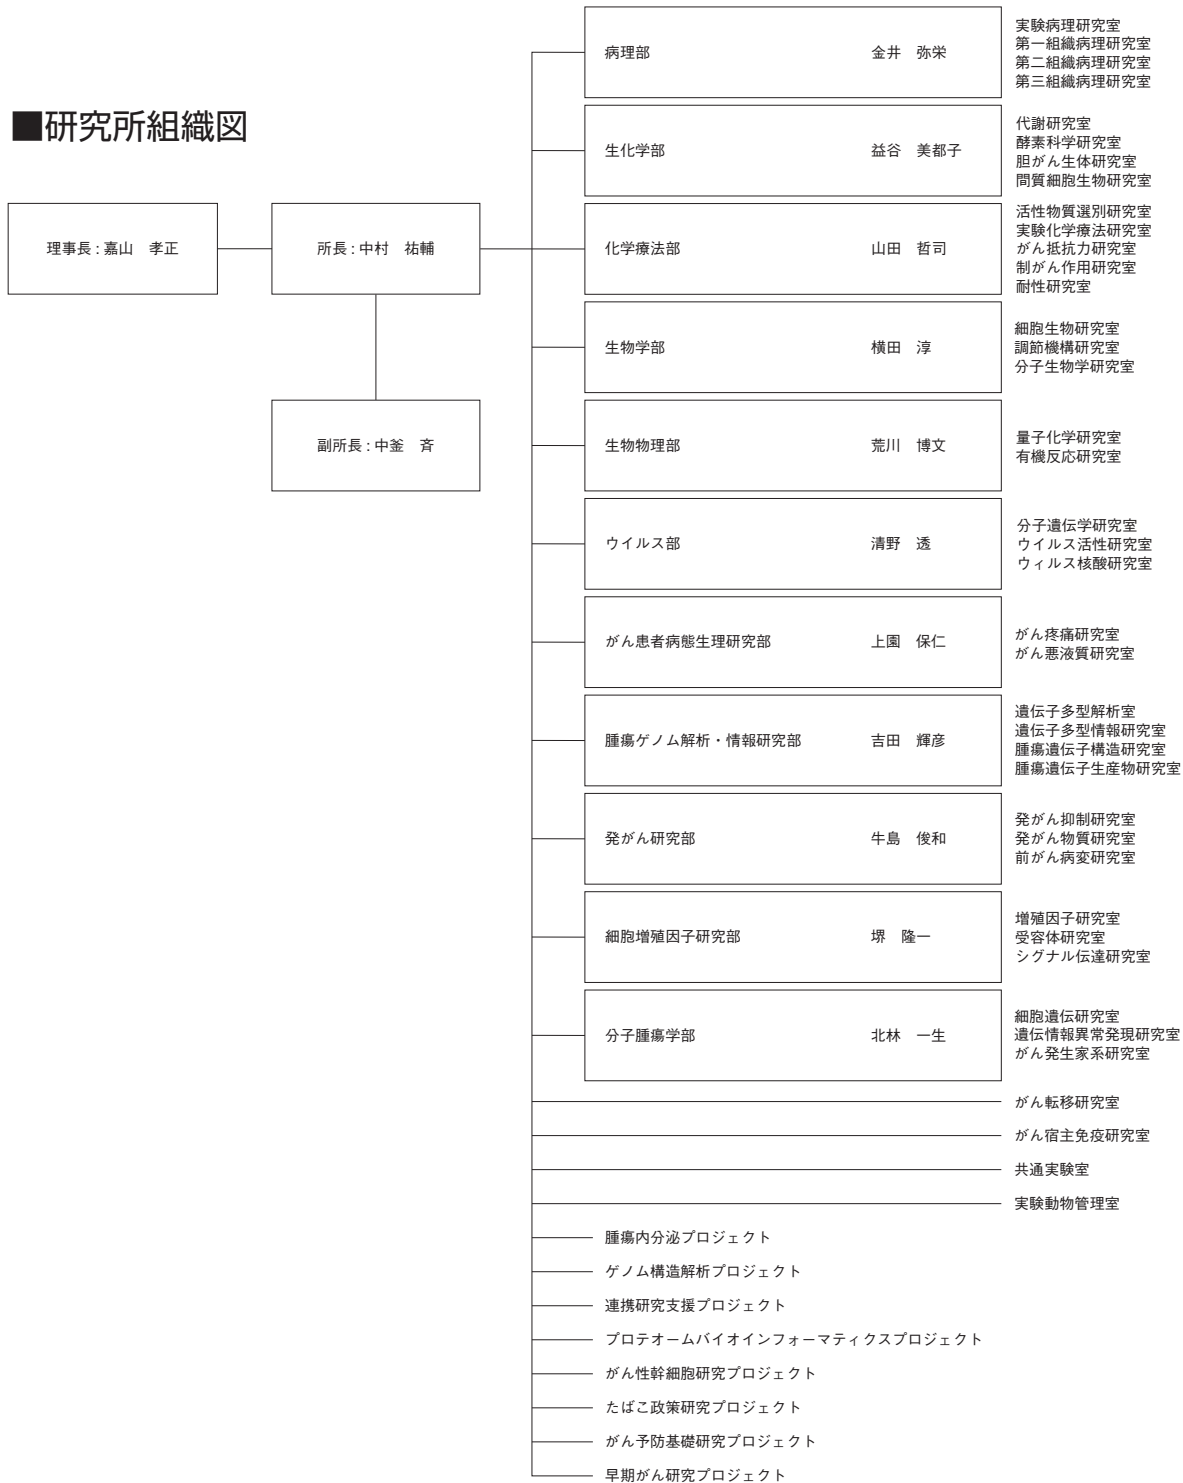 ■研究所組織図
理事長 : 嘉山　孝正
所長 : 中村　祐輔
副所長 : 中釜　斉
病理部　金井　弥栄
実験病理研究室
第一組織病理研究室
第二組織病理研究室
第三組織病理研究室
生化学部　益谷　美都子
代謝研究室
酵素科学研究室
胆がん生体研究室
間質細胞生物研究室
化学療法部　山田　哲司
活性物質選別研究室
実験化学療法研究室
がん抵抗力研究室
制がん作用研究室
耐性研究室
生物学部　横田　淳
細胞生物研究室
調節機構研究室
分子生物学研究室
生物物理部　荒川　博文
量子化学研究室
有機反応研究室
ウイルス部　清野　透
分子遺伝学研究室
ウイルス活性研究室
ウィルス核酸研究室
がん患者病態生理研究部　上園　保仁
がん疼痛研究室
がん悪液質研究室
腫瘍ゲノム解析・情報研究部　吉田　輝彦
遺伝子多型解析室
遺伝子多型情報研究室
腫瘍遺伝子構造研究室
腫瘍遺伝子生産物研究室
発がん研究部　牛島　俊和
発がん抑制研究室
発がん物質研究室
前がん病変研究室
細胞増殖因子研究部　堺　隆一
増殖因子研究室
受容体研究室
シグナル伝達研究室
分子腫瘍学部　北林　一生
細胞遺伝研究室
遺伝情報異常発現研究室
がん発生家系研究室
がん転移研究室
がん宿主免疫研究室
共通実験室
実験動物管理室
腫瘍内分泌プロジェクト
ゲノム構造解析プロジェクト
連携研究支援プロジェクト
プロテオームバイオインフォーマティクスプロジェクト
がん性幹細胞研究プロジェクト
たばこ政策研究プロジェクト
がん予防基礎研究プロジェクト
早期がん研究プロジェクト